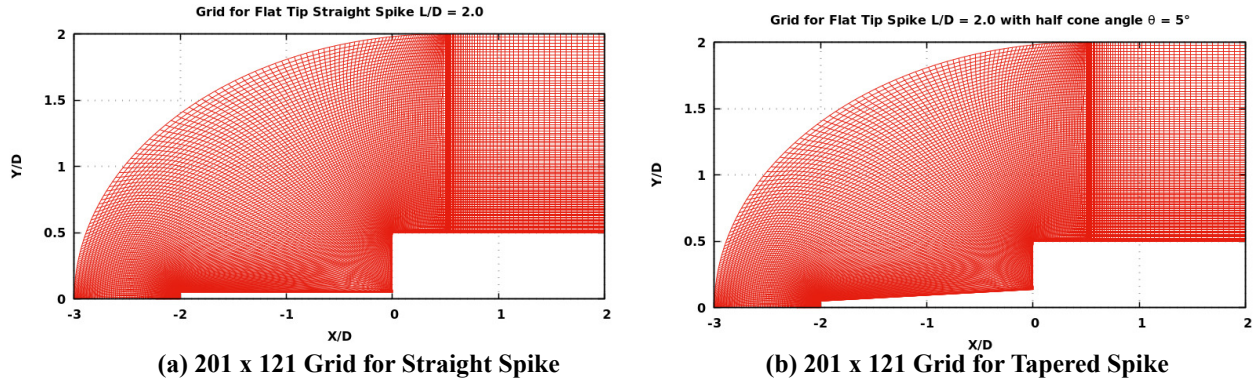 Grid for Flat Tip Straight Spike L/D = 2.0
2
1.5
1
0.5
0
Y/D
-3
-2
-1
0
1
2
X/D
(a) 201 x 121 Grid for Straight Spike
Grid for Flat Tip Spike L/D = 2.0 with half cone angle θ = 5°
2
1.5
1
0.5
0
Y/D
-3
-2
-1
0
1
2
X/D
(b) 201 x 121 Grid for Tapered Spike